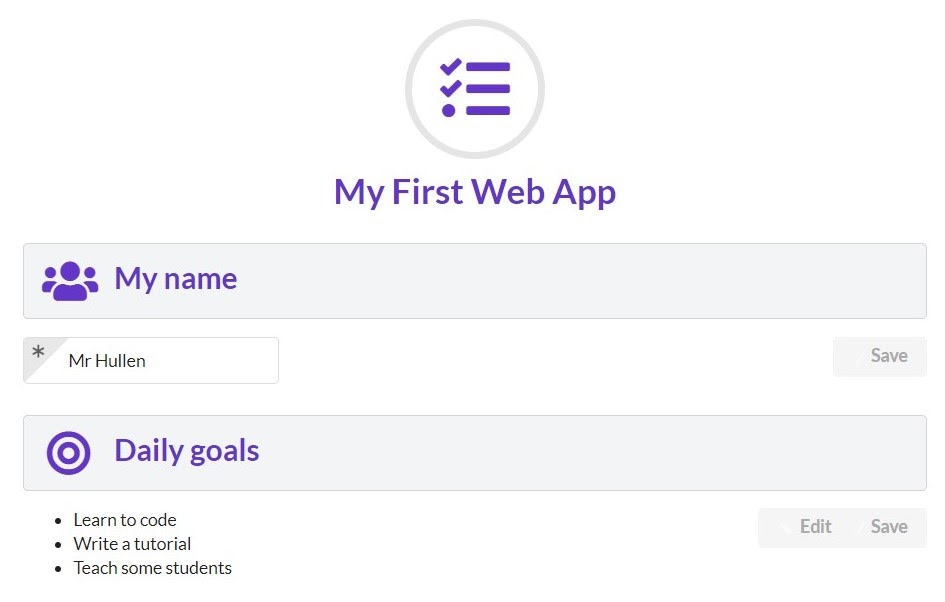 My First Web App
My name
* Mr Hullen
Save
Daily goals
• Learn to code
• Write a tutorial
• Teach some students
Edit Save